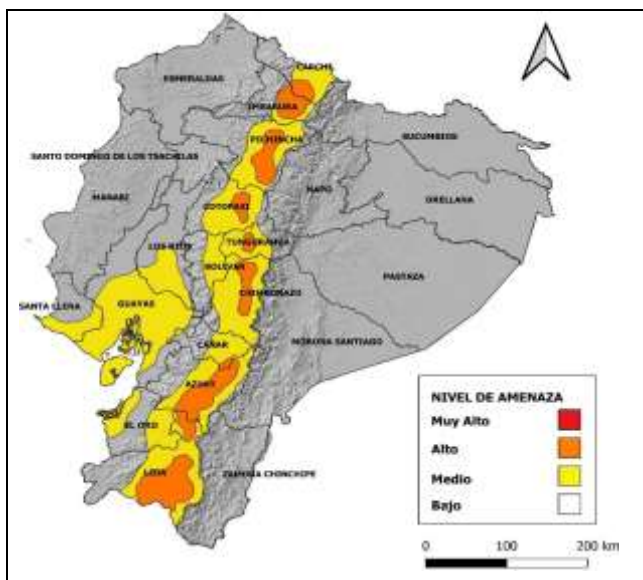 CARCHI
ESMERALDAS
IMBABURA
PICHINCHA
SUCUMBIOS
SANTO DOMINGO DE LOS TSACHILAS
NAPO
ORELLANA
MANABI
COTOPAXI
TUNGURAHUA
LOS RIOS
BOLIVAR
PASTAZA
CHIMBORAZO
SANTA ELENA
GUAYAS
MORONA SANTIAGO
CAÑAR
AZUAY
EL ORO
LOJA
ZAMORA CHINCHIPE
NIVEL DE AMENAZA
Muy Alto
Alto
Medio
Bajo
0 100 200 km